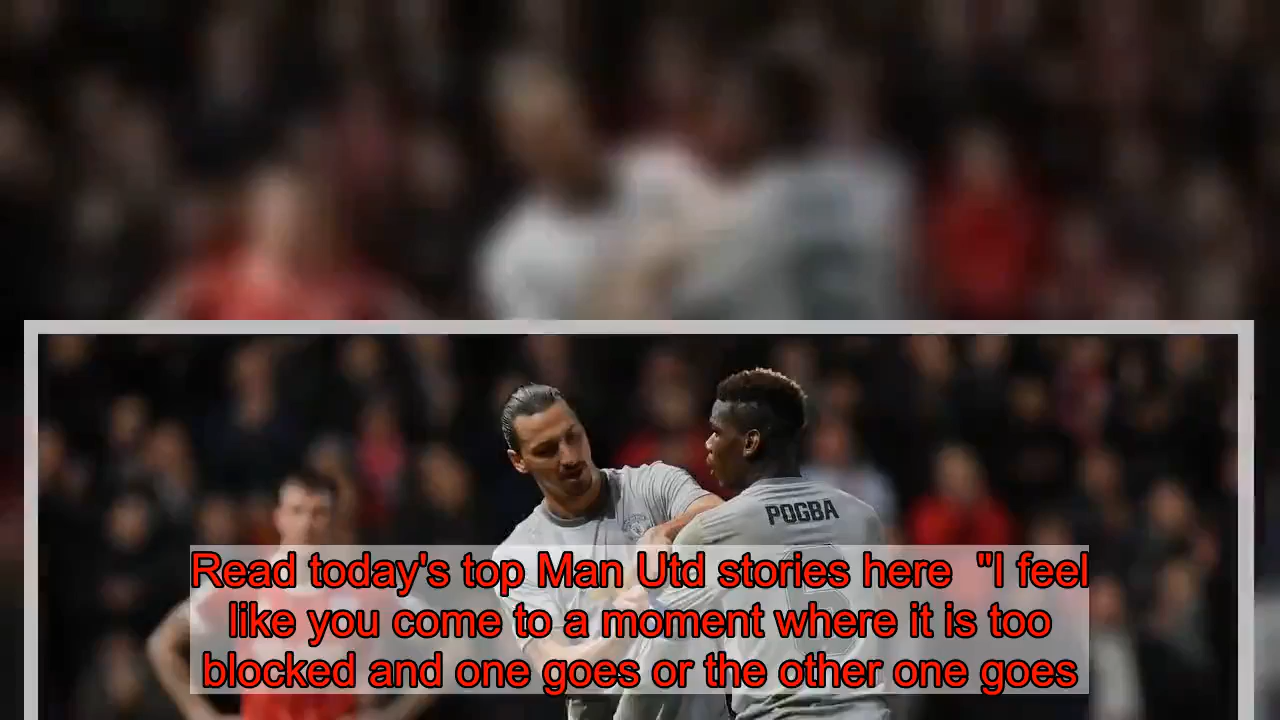 POGBA
6
Read today's top Man Utd stories here  "I feel
like you come to a moment where it is too
blocked and one goes or the other one goes